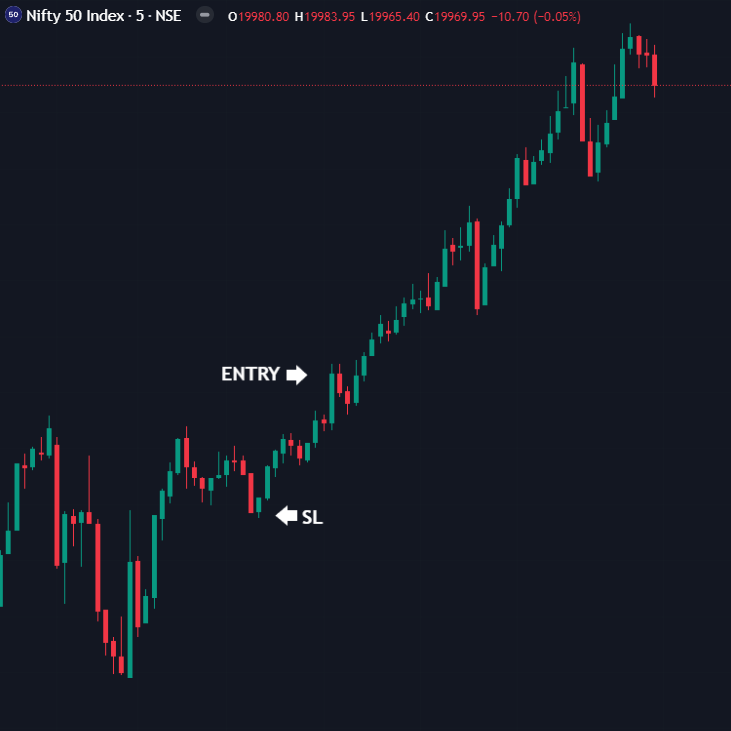 50 Nifty 50 Index · 5 · NSE O19980.80 H19983.95 L19965.40 C19969.95 −10.70 (−0.05%)
ENTRY
SL